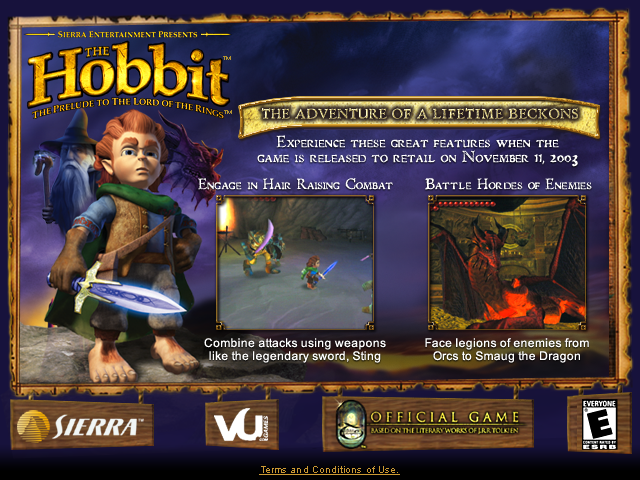 SIERRA ENTERTAINMENT PRESENTS
THE
Hobbit™
THE PRELUDE TO THE LORD OF THE RINGS™
THE ADVENTURE OF A LIFETIME BECKONS
EXPERIENCE THESE GREAT FEATURES WHEN THE
GAME IS RELEASED TO RETAIL ON NOVEMBER 11, 2003
ENGAGE IN HAIR RAISING COMBAT
BATTLE HORDES OF ENEMIES
Combine attacks using weapons
like the legendary sword, Sting
Face legions of enemies from
Orcs to Smaug the Dragon
SIERRA™
VU
GAMES
OFFICIAL GAME
BASED ON THE LITERARY WORKS OF J.R.R. TOLKIEN
EVERYONE
E
CONTENT RATED BY
ESRB
Terms and Conditions of Use.